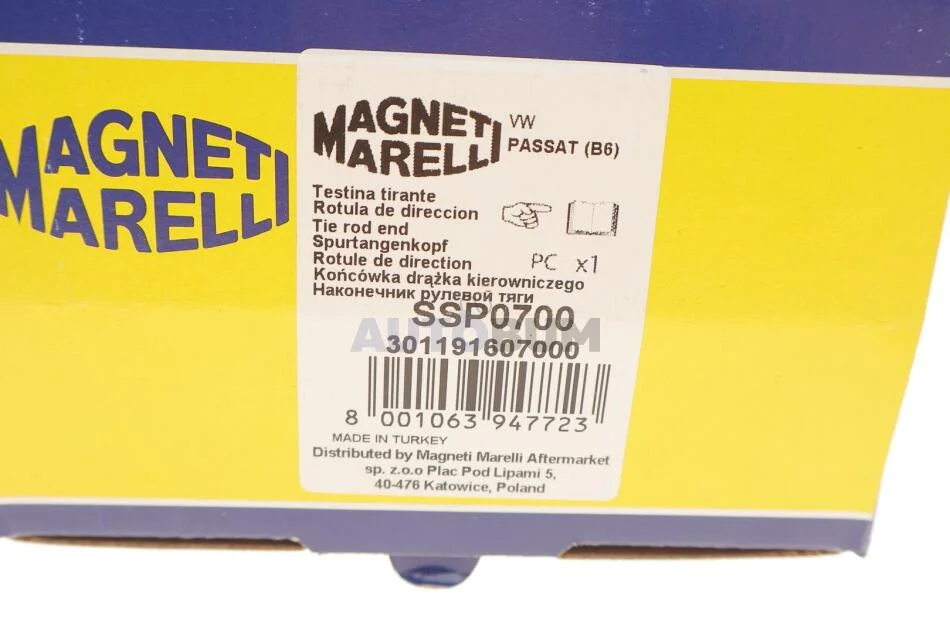 MAGNETI
MARELLI
MAGNETI
MARELLI
VW
PASSAT (B6)
Testina tirante
Rotula de direccion
Tie rod end
Spurtangenkopf
Rotule de direction
PC x1
Końcówka drążka kierowniczego
Наконечник рулевой тяги
SSP0700
AUTOBUM
301191607000
8 001063 947723
MADE IN TURKEY
Distributed by Magneti Marelli Aftermarket
sp. z.o.o Plac Pod Lipami 5,
40-476 Katowice, Poland